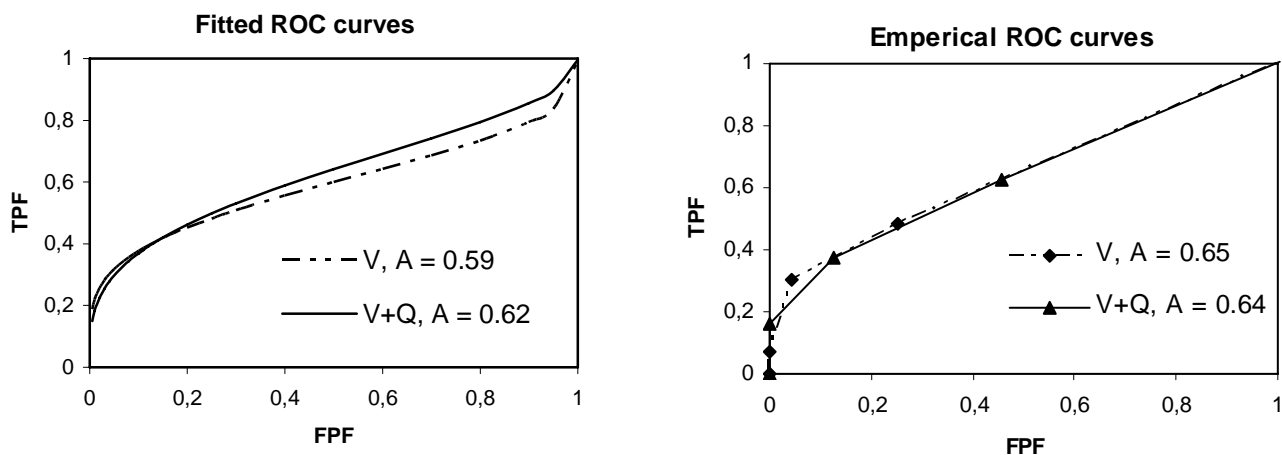 Fitted ROC curves
1
0,8
0,6
0,4
0,2
0
TPF
V, A = 0.59
V+Q, A = 0.62
0
0,2
0,4
0,6
0,8
1
FPF
Emperical ROC curves
1
0,8
0,6
0,4
0,2
0
TPF
V, A = 0.65
V+Q, A = 0.64
0
0,2
0,4
0,6
0,8
1
FPF